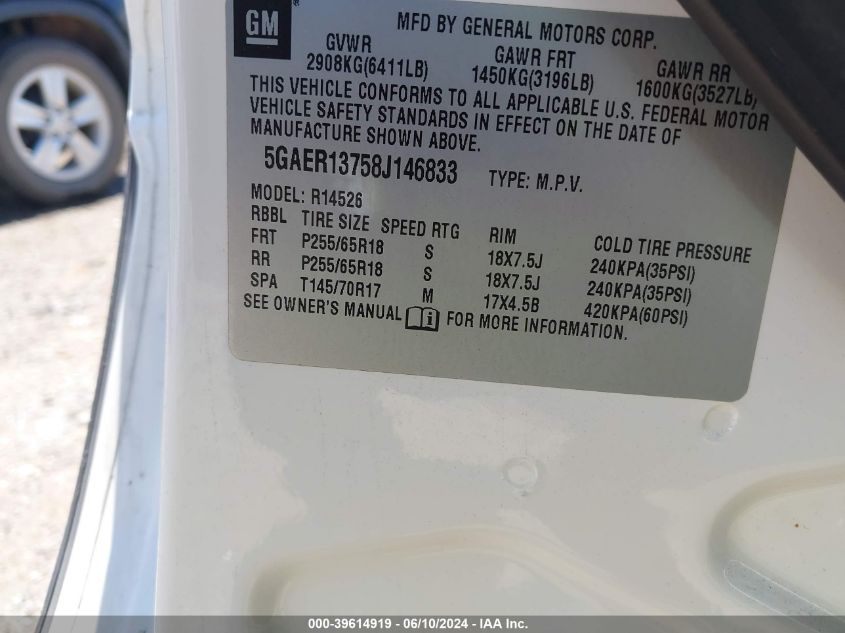 GM
MFD BY GENERAL MOTORS CORP.
GVWR GAWR FRT GAWR RR
2908KG(6411LB) 1450KG(3196LB) 1600KG(3527LB)
THIS VEHICLE CONFORMS TO ALL APPLICABLE U.S. FEDERAL MOTOR
VEHICLE SAFETY STANDARDS IN EFFECT ON THE DATE OF
MANUFACTURE SHOWN ABOVE.
5GAER13758J146833 TYPE: M.P.V.
MODEL: R14526
RBBL TIRE SIZE SPEED RTG RIM COLD TIRE PRESSURE
FRT P255/65R18 S 18X7.5J 240KPA(35PSI)
RR P255/65R18 S 18X7.5J 240KPA(35PSI)
SPA T145/70R17 M 17X4.5B 420KPA(60PSI)
SEE OWNER'S MANUAL i FOR MORE INFORMATION.
000-39614919 - 06/10/2024 - IAA Inc.